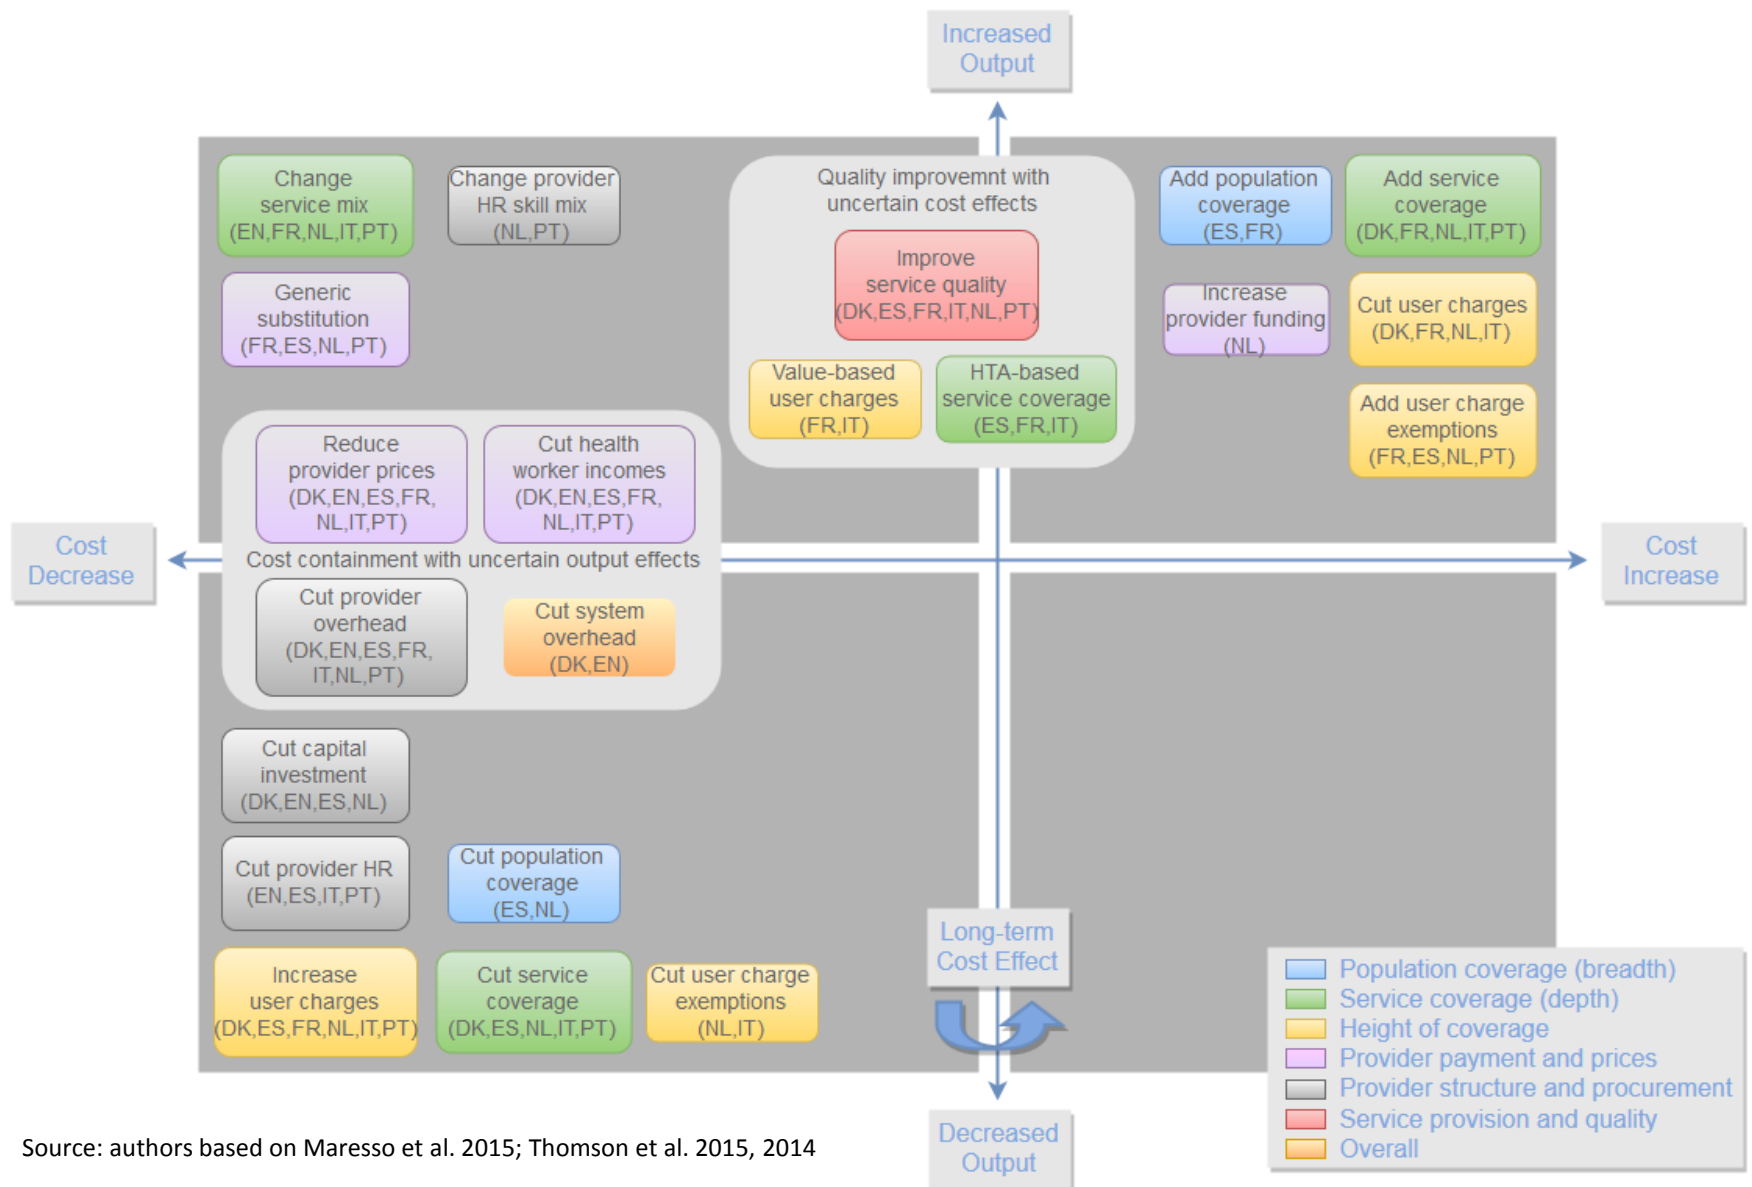 Increased
Output
Change
service mix
(EN,FR,NL,IT,PT)
Change provider
HR skill mix
(NL,PT)
Quality improvemnt with
uncertain cost effects
Add population
coverage
(ES,FR)
Add service
coverage
(DK,FR,NL,IT,PT)
Improve
service quality
(DK,ES,FR,IT,NL,PT)
Generic
substitution
(FR,ES,NL,PT)
Increase
provider funding
(NL)
Cut user charges
(DK,FR,NL,IT)
Value-based
user charges
(FR,IT)
HTA-based
service coverage
(ES,FR,IT)
Add user charge
exemptions
(FR,ES,NL,PT)
Reduce
provider prices
(DK,EN,ES,FR,
NL,IT,PT)
Cut health
worker incomes
(DK,EN,ES,FR,
NL,IT,PT)
Cost
Decrease
Cost containment with uncertain output effects
Cost
Increase
Cut provider
overhead
(DK,EN,ES,FR,
IT,NL,PT)
Cut system
overhead
(DK,EN)
Cut capital
investment
(DK,EN,ES,NL)
Cut provider HR
(EN,ES,IT,PT)
Cut population
coverage
(ES,NL)
Long-term
Cost Effect
Increase
user charges
(DK,ES,FR,NL,IT,PT)
Cut service
coverage
(DK,ES,NL,IT,PT)
Cut user charge
exemptions
(NL,IT)
Population coverage (breadth)
Service coverage (depth)
Height of coverage
Provider payment and prices
Provider structure and procurement
Service provision and quality
Overall
Decreased
Output
Source: authors based on Maresso et al. 2015; Thomson et al. 2015, 2014